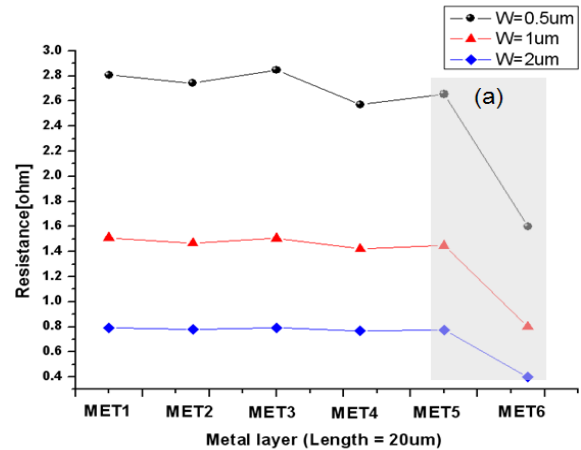 W=0.5um
W=1um
W=2um
(a)
Resistance[ohm]
3.0
2.8
2.6
2.4
2.2
2.0
1.8
1.6
1.4
1.2
1.0
0.8
0.6
0.4
MET1 MET2 MET3 MET4 MET5 MET6
Metal layer (Length = 20um)